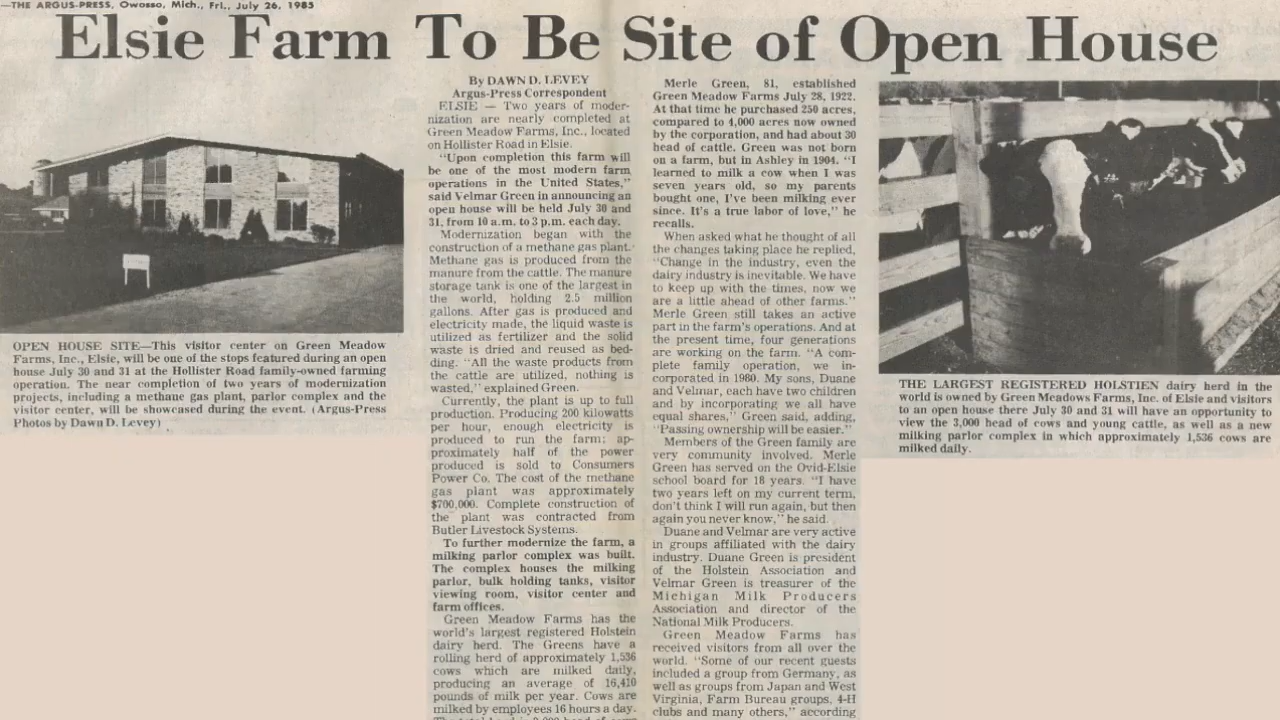 —THE ARGUS-PRESS, Owosso, Mich., Fri., July 26, 1985
Elsie Farm To Be Site of Open House
OPEN HOUSE SITE—This visitor center on Green Meadow
Farms, Inc., Elsie, will be one of the stops featured during an open
house July 30 and 31 at the Hollister Road family-owned farming
operation. The near completion of two years of modernization
projects, including a methane gas plant, parlor complex and the
visitor center, will be showcased during the event. (Argus-Press
Photos by Dawn D. Levey)
By DAWN D. LEVEY
Argus-Press Correspondent
ELSIE — Two years of moder-
nization are nearly completed at
Green Meadow Farms, Inc., located
on Hollister Road in Elsie.
"Upon completion this farm will
be one of the most modern farm
operations in the United States,"
said Velmar Green in announcing an
open house will be held July 30 and
31, from 10 a.m. to 3 p.m. each day.
Modernization began with the
construction of a methane gas plant.
Methane gas is produced from the
manure from the cattle. The manure
storage tank is one of the largest in
the world, holding 2.5 million
gallons. After gas is produced and
electricity made, the liquid waste is
utilized as fertilizer and the solid
waste is dried and reused as bed-
ding. "All the waste products from
the cattle are utilized, nothing is
wasted," explained Green.
Currently, the plant is up to full
production. Producing 200 kilowatts
per hour, enough electricity is
produced to run the farm; ap-
proximately half of the power
produced is sold to Consumers
Power Co. The cost of the methane
gas plant was approximately
$700,000. Complete construction of
the plant was contracted from
Butler Livestock Systems.
To further modernize the farm, a
milking parlor complex was built.
The complex houses the milking
parlor, bulk holding tanks, visitor
viewing room, visitor center and
farm offices.
Green Meadow Farms has the
world's largest registered Holstein
dairy herd. The Greens have a
rolling herd of approximately 1,536
cows which are milked daily,
producing an average of 16,410
pounds of milk per year. Cows are
milked by employees 16 hours a day.
Merle Green, 81, established
Green Meadow Farms July 28, 1922.
At that time he purchased 250 acres,
compared to 4,000 acres now owned
by the corporation, and had about 30
head of cattle. Green was not born
on a farm, but in Ashley in 1904. "I
learned to milk a cow when I was
seven years old, so my parents
bought one, I've been milking ever
since. It's a true labor of love," he
recalls.
When asked what he thought of all
the changes taking place he replied,
"Change in the industry, even the
dairy industry is inevitable. We have
to keep up with the times, now we
are a little ahead of other farms."
Merle Green still takes an active
part in the farm's operations. And at
the present time, four generations
are working on the farm. "A com-
plete family operation, we in-
corporated in 1980. My sons, Duane
and Velmar, each have two children
and by incorporating we all have
equal shares," Green said, adding,
"Passing ownership will be easier."
Members of the Green family are
very community involved. Merle
Green has served on the Ovid-Elsie
school board for 18 years. "I have
two years left on my current term,
don't think I will run again, but then
again you never know," he said.
Duane and Velmar are very active
in groups affiliated with the dairy
industry. Duane Green is president
of the Holstein Association and
Velmar Green is treasurer of the
Michigan Milk Producers
Association and director of the
National Milk Producers.
Green Meadow Farms has
received visitors from all over the
world. "Some of our recent guests
included a group from Germany, as
well as groups from Japan and West
Virginia, Farm Bureau groups, 4-H
clubs and many others," according
THE LARGEST REGISTERED HOLSTIEN dairy herd in the
world is owned by Green Meadows Farms, Inc. of Elsie and visitors
to an open house there July 30 and 31 will have an opportunity to
view the 3,000 head of cows and young cattle, as well as a new
milking parlor complex in which approximately 1,536 cows are
milked daily.